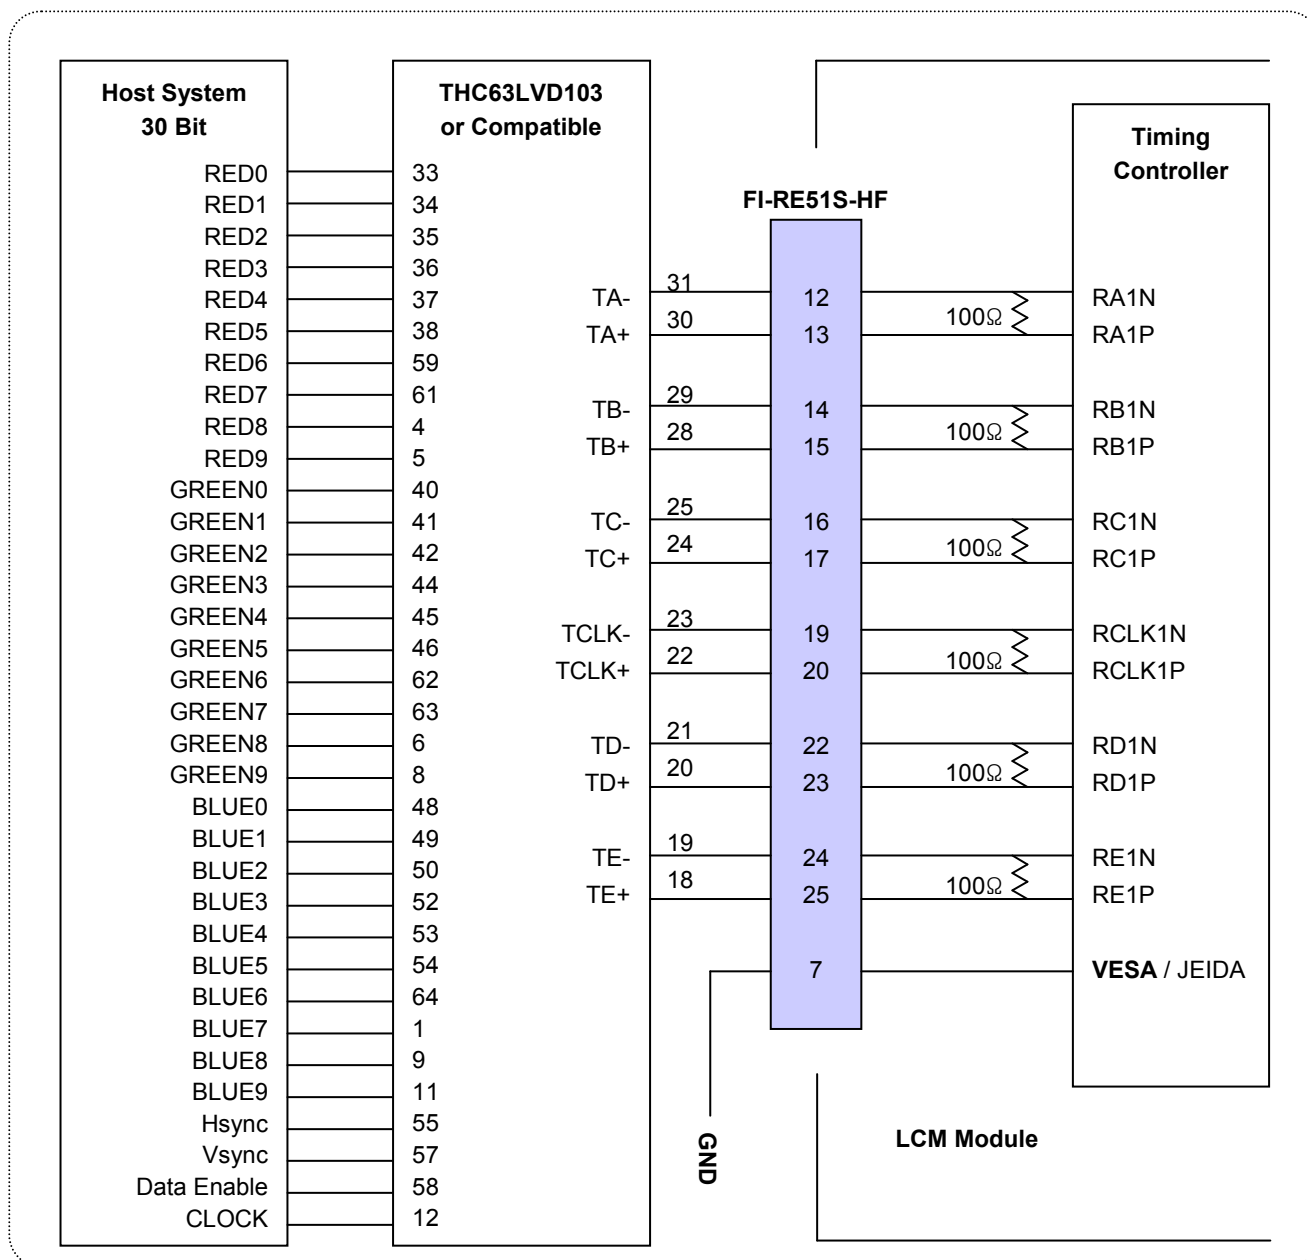 Host System
30 Bit
THC63LVD103
or Compatible
Timing
Controller
FI-RE51S-HF
RED0 33
RED1 34
RED2 35
RED3 36
RED4 37
RED5 38
RED6 59
RED7 61
RED8 4
RED9 5
GREEN0 40
GREEN1 41
GREEN2 42
GREEN3 44
GREEN4 45
GREEN5 46
GREEN6 62
GREEN7 63
GREEN8 6
GREEN9 8
BLUE0 48
BLUE1 49
BLUE2 50
BLUE3 52
BLUE4 53
BLUE5 54
BLUE6 64
BLUE7 1
BLUE8 9
BLUE9 11
Hsync 55
Vsync 57
Data Enable 58
CLOCK 12
TA- 31 12 RA1N
100Ω
TA+ 30 13 RA1P
TB- 29 14 RB1N
100Ω
TB+ 28 15 RB1P
TC- 25 16 RC1N
100Ω
TC+ 24 17 RC1P
TCLK- 23 19 RCLK1N
100Ω
TCLK+ 22 20 RCLK1P
TD- 21 22 RD1N
100Ω
TD+ 20 23 RD1P
TE- 19 24 RE1N
100Ω
TE+ 18 25 RE1P
7 VESA / JEIDA
GND
LCM Module